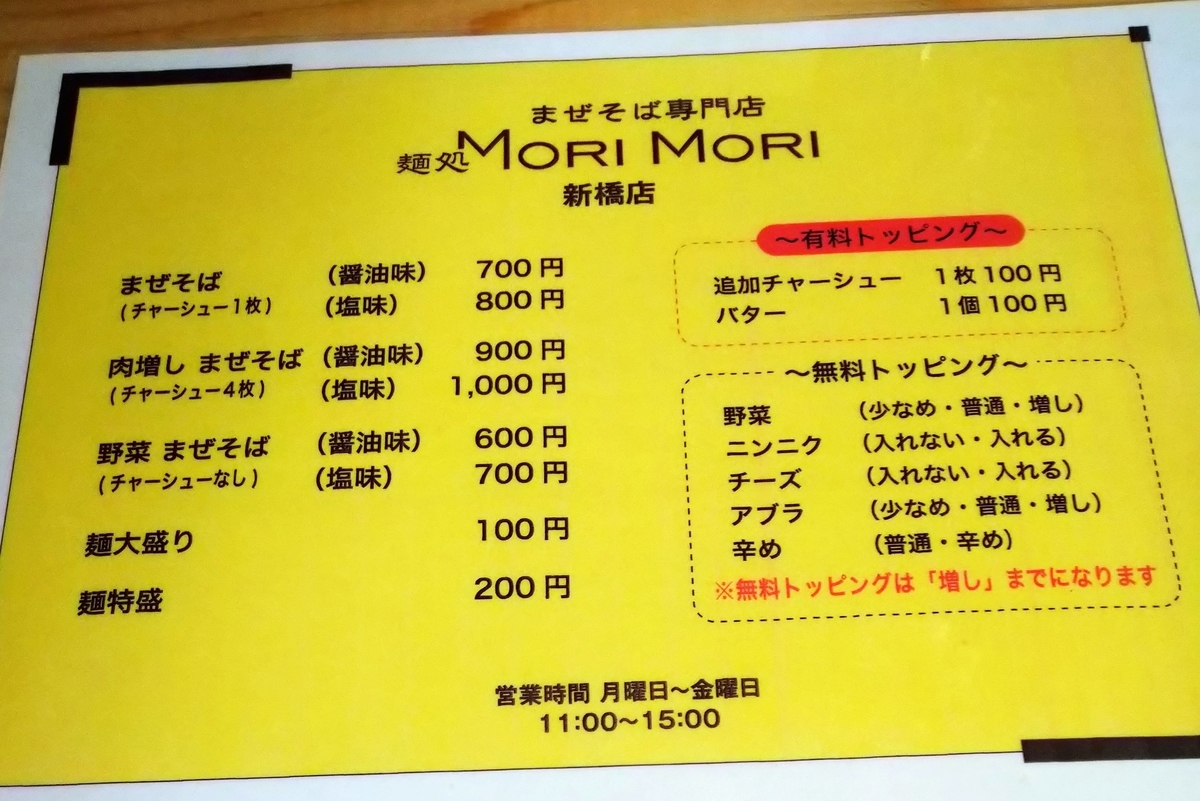 まぜそば専門店
麺処MORI MORI
新橋店
まぜそば (醤油味) 700円
(チャーシュー1枚) (塩味) 800円
肉増し まぜそば (醤油味) 900円
(チャーシュー4枚) (塩味) 1,000円
野菜 まぜそば (醤油味) 600円
(チャーシューなし) (塩味) 700円
麺大盛り 100円
麺特盛 200円
～有料トッピング～
追加チャーシュー 1枚100円
バター 1個100円
～無料トッピング～
野菜 (少なめ・普通・増し)
ニンニク (入れない・入れる)
チーズ (入れない・入れる)
アブラ (少なめ・普通・増し)
辛め (普通・辛め)
※無料トッピングは「増し」までになります
営業時間 月曜日～金曜日
11:00～15:00